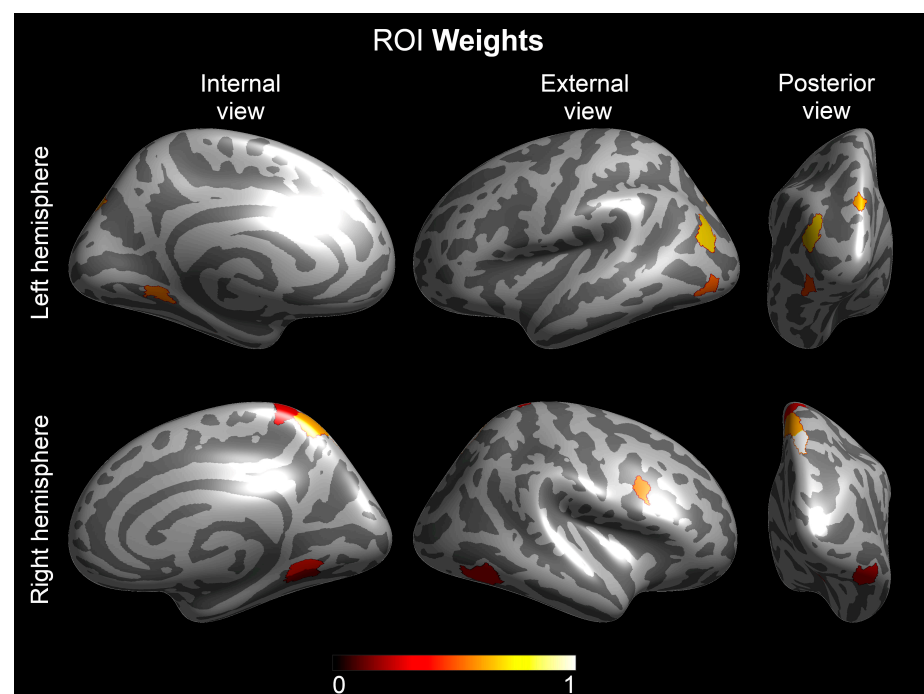 ROI Weights
Internal
view
External
view
Posterior
view
Left hemisphere
Right hemisphere
0
1